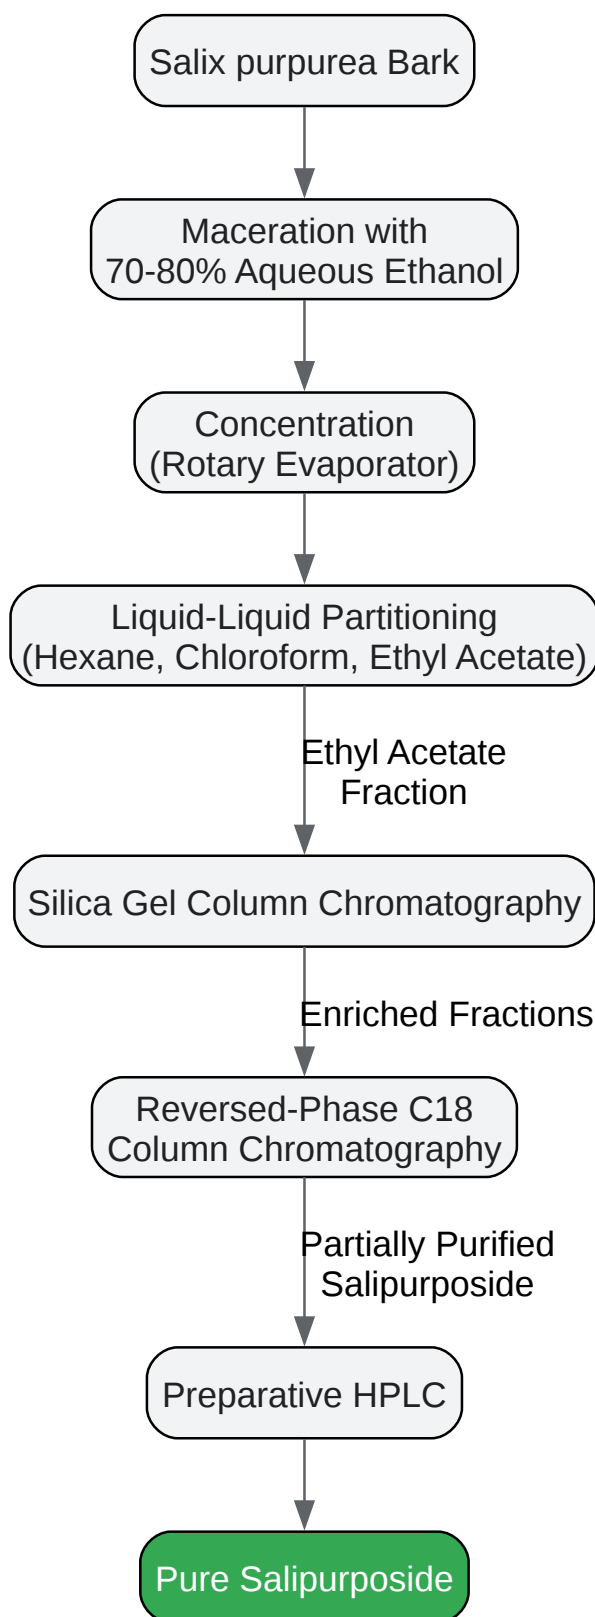 Salix purpurea Bark
Maceration with
70-80% Aqueous Ethanol
Concentration
(Rotary Evaporator)
Liquid-Liquid Partitioning
(Hexane, Chloroform, Ethyl Acetate)
Ethyl Acetate
Fraction
Silica Gel Column Chromatography
Enriched Fractions
Reversed-Phase C18
Column Chromatography
Partially Purified
Salipurposide
Preparative HPLC
Pure Salipurposide